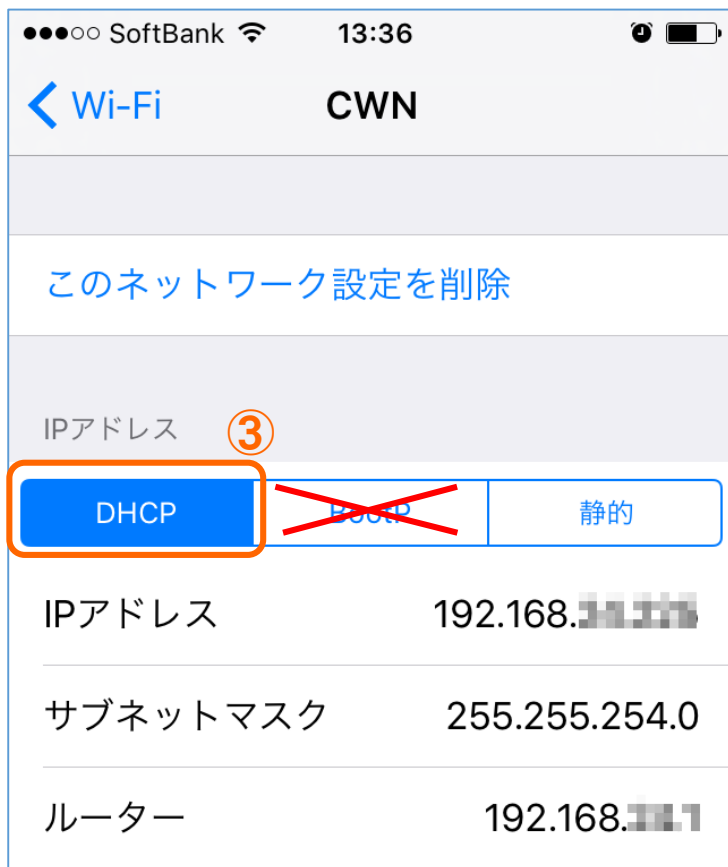 SoftBank 13:36
Wi-Fi CWN
このネットワーク設定を削除
IPアドレス ③
DHCP BootP 静的
IPアドレス 192.168.
サブネットマスク 255.255.254.0
ルーター 192.168.